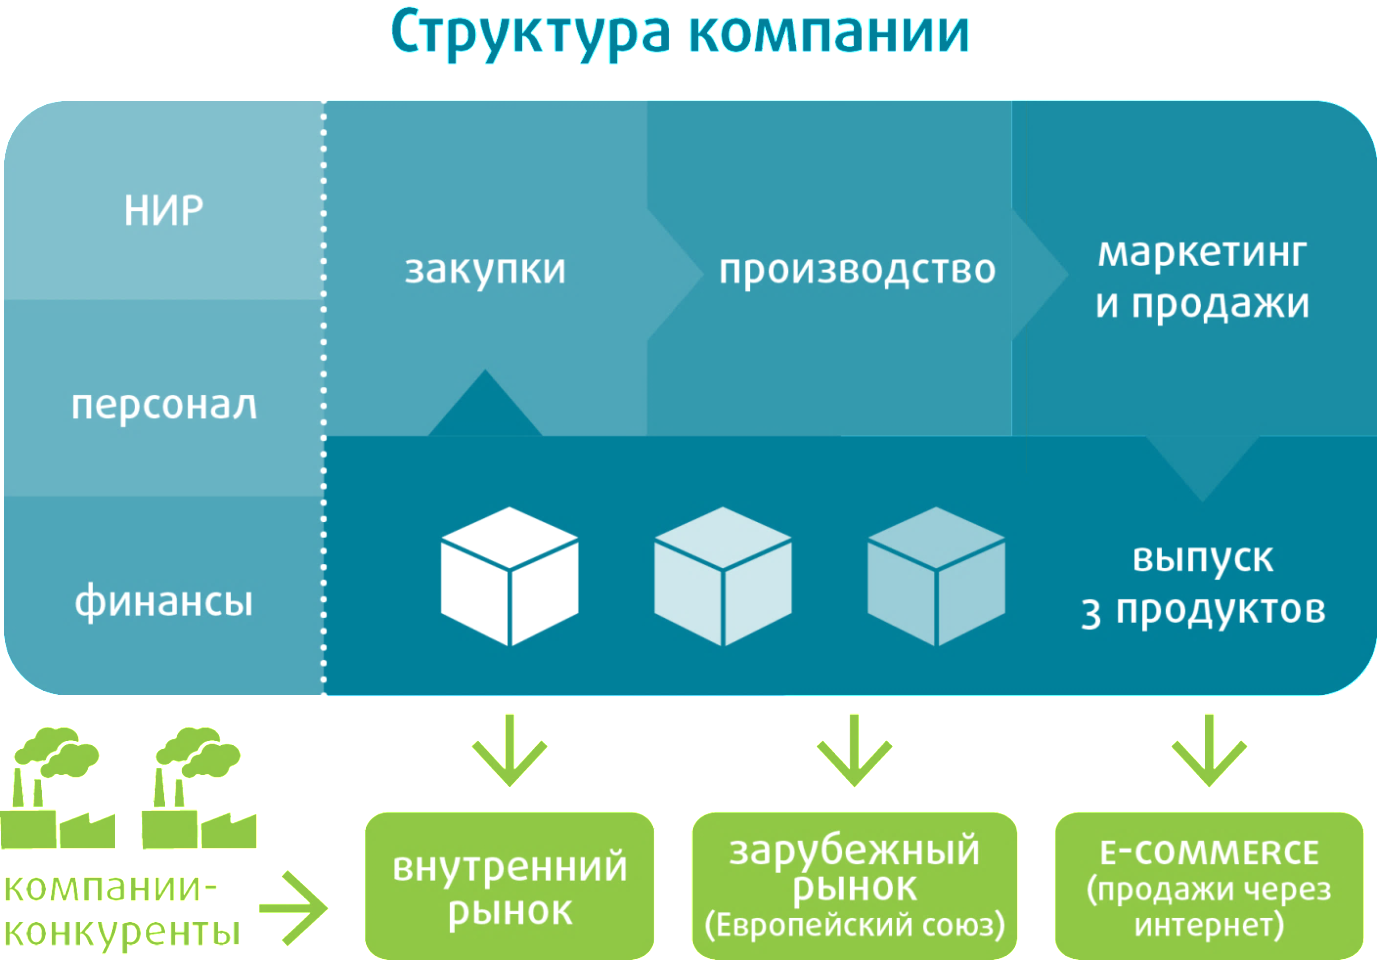 Структура компании
НИР
персонал
финансы
закупки
производство
маркетинг
и продажи
выпуск
3 продуктов
компании-
конкуренты
внутренний
рынок
зарубежный
рынок
(Европейский союз)
E-COMMERCE
(продажи через
интернет)